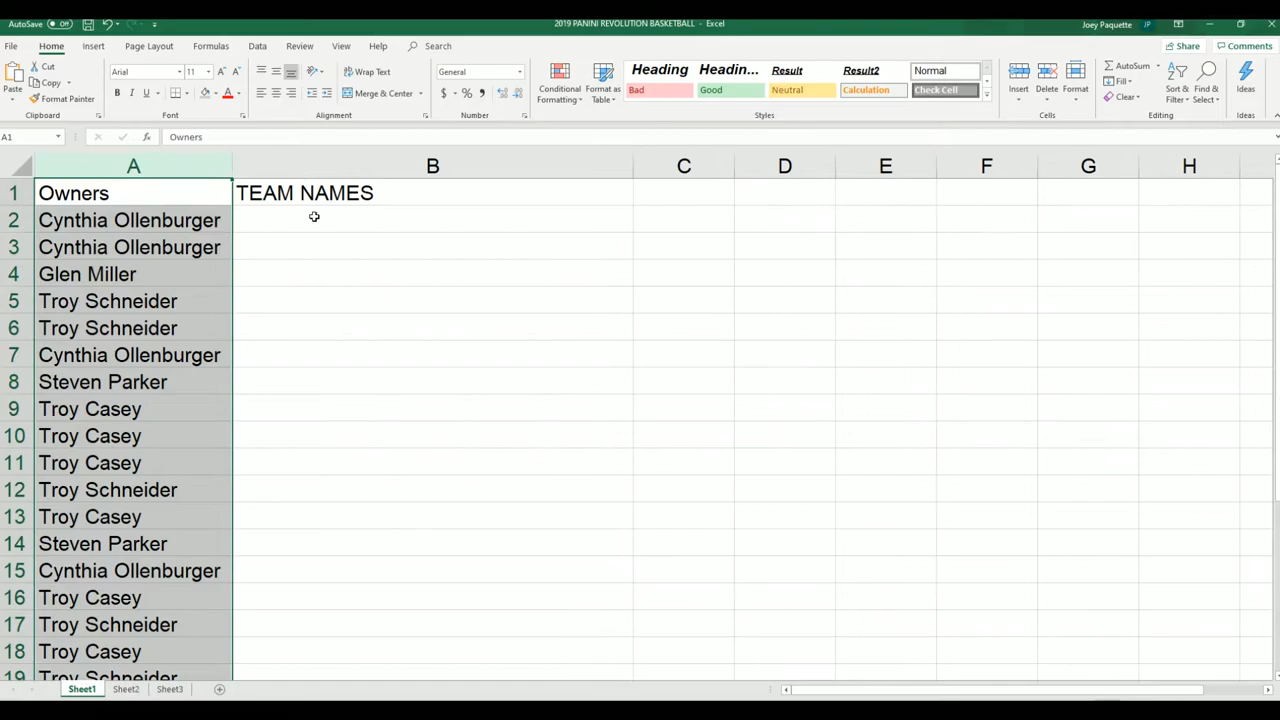 AutoSave Off 2019 PANINI REVOLUTION BASKETBALL - Excel Joey Paquette JP
File Home Insert Page Layout Formulas Data Review View Help Search Share Comments
Paste Cut Copy Format Painter Clipboard
Arial 11 A A B I U A Font
Wrap Text Merge & Center Alignment
General $ % Number
Conditional Formatting Format as Table
Heading Headin... Result Result2 Normal
Bad Good Neutral Calculation Check Cell
Styles
Insert Delete Format Cells
AutoSum Fill Clear Sort & Filter Find & Select Editing
Ideas Ideas
A1 fx Owners
A B C D E F G H
1 Owners TEAM NAMES
2 Cynthia Ollenburger
3 Cynthia Ollenburger
4 Glen Miller
5 Troy Schneider
6 Troy Schneider
7 Cynthia Ollenburger
8 Steven Parker
9 Troy Casey
10 Troy Casey
11 Troy Casey
12 Troy Schneider
13 Troy Casey
14 Steven Parker
15 Cynthia Ollenburger
16 Troy Casey
17 Troy Schneider
18 Troy Casey
19 Troy Schneider
Sheet1 Sheet2 Sheet3